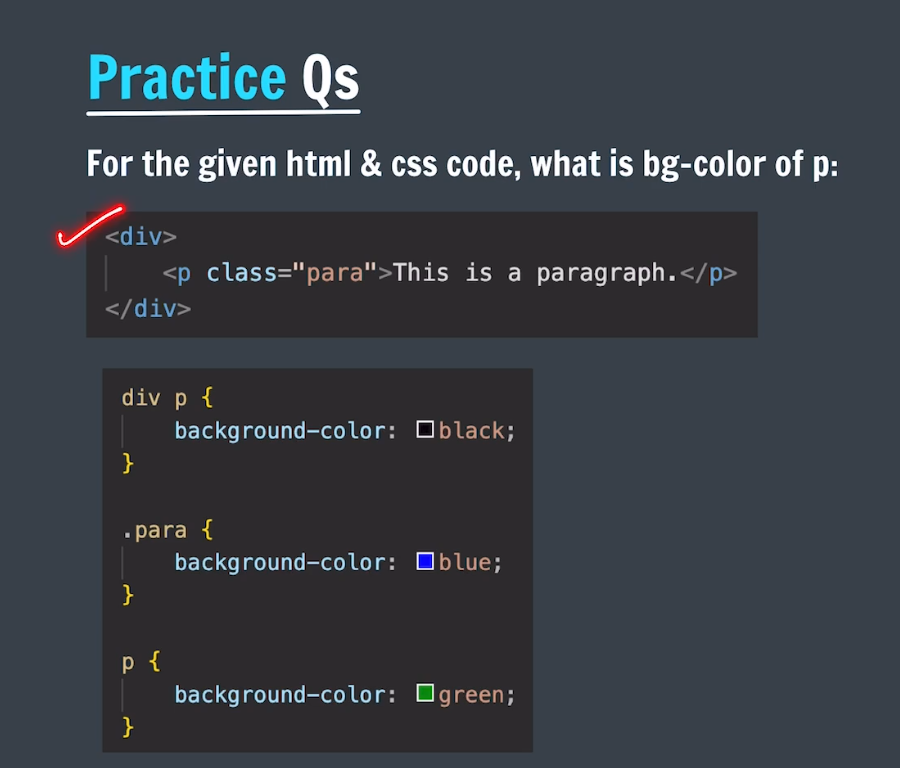 Practice Qs
For the given html & css code, what is bg-color of p:
<div>
<p class="para">This is a paragraph.</p>
</div>
div p {
background-color: black;
}
.para {
background-color: blue;
}
p {
background-color: green;
}